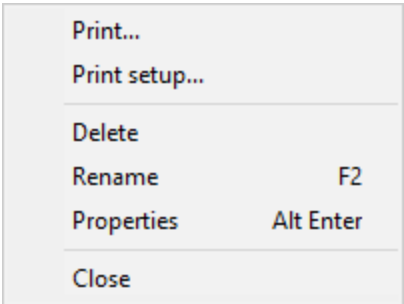 Print...
Print setup...
Delete
Rename F2
Properties Alt Enter
Close